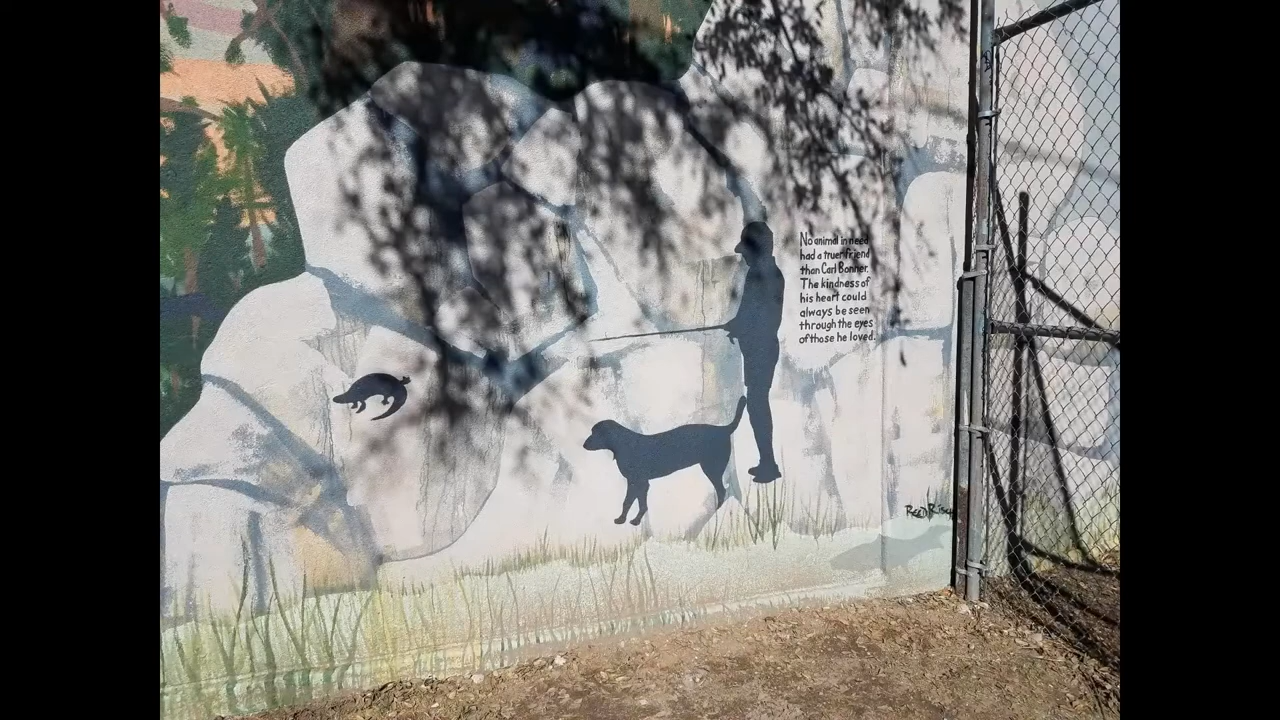 No animal in need
had a truer friend
than Carl Bonner.
The kindness of
his heart could
always be seen
through the eyes
of those he loved.